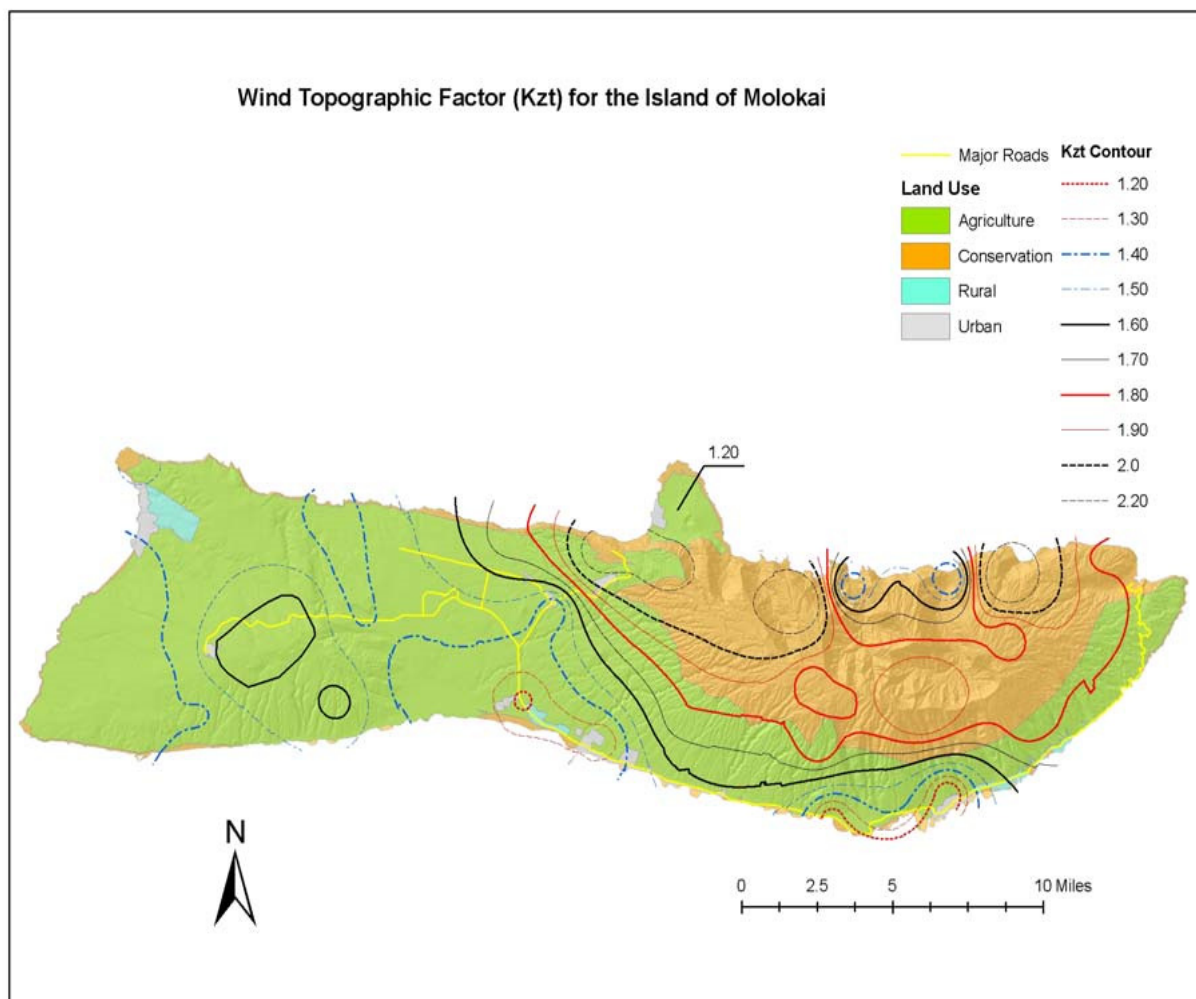 Wind Topographic Factor (Kzt) for the Island of Molokai
Major Roads
Land Use
Agriculture
Conservation
Rural
Urban
Kzt Contour
1.20
1.30
1.40
1.50
1.60
1.70
1.80
1.90
2.0
2.20
1.20
N
0 2.5 5 10 Miles